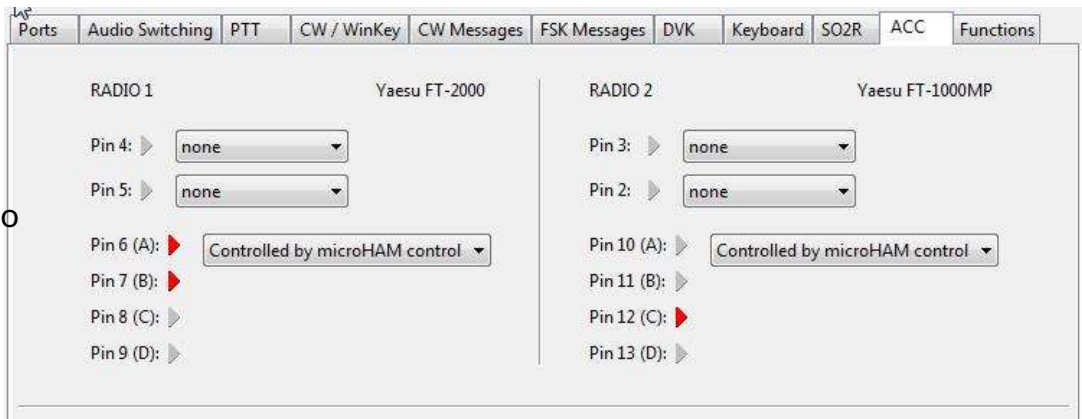 Ports Audio Switching PTT CW / WinKey CW Messages FSK Messages DVK Keyboard SO2R ACC Functions
RADIO 1 Yaesu FT-2000
Pin 4: none
Pin 5: none
Pin 6 (A): Controlled by microHAM control
Pin 7 (B):
Pin 8 (C):
Pin 9 (D):
RADIO 2 Yaesu FT-1000MP
Pin 3: none
Pin 2: none
Pin 10 (A): Controlled by microHAM control
Pin 11 (B):
Pin 12 (C):
Pin 13 (D):
o